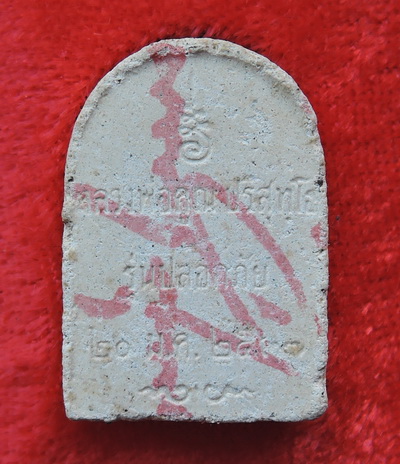 หลวงพ่อคูณ ปริสุทฺโธ
รุ่นปลอดภัย
๒๐ ม.ค.